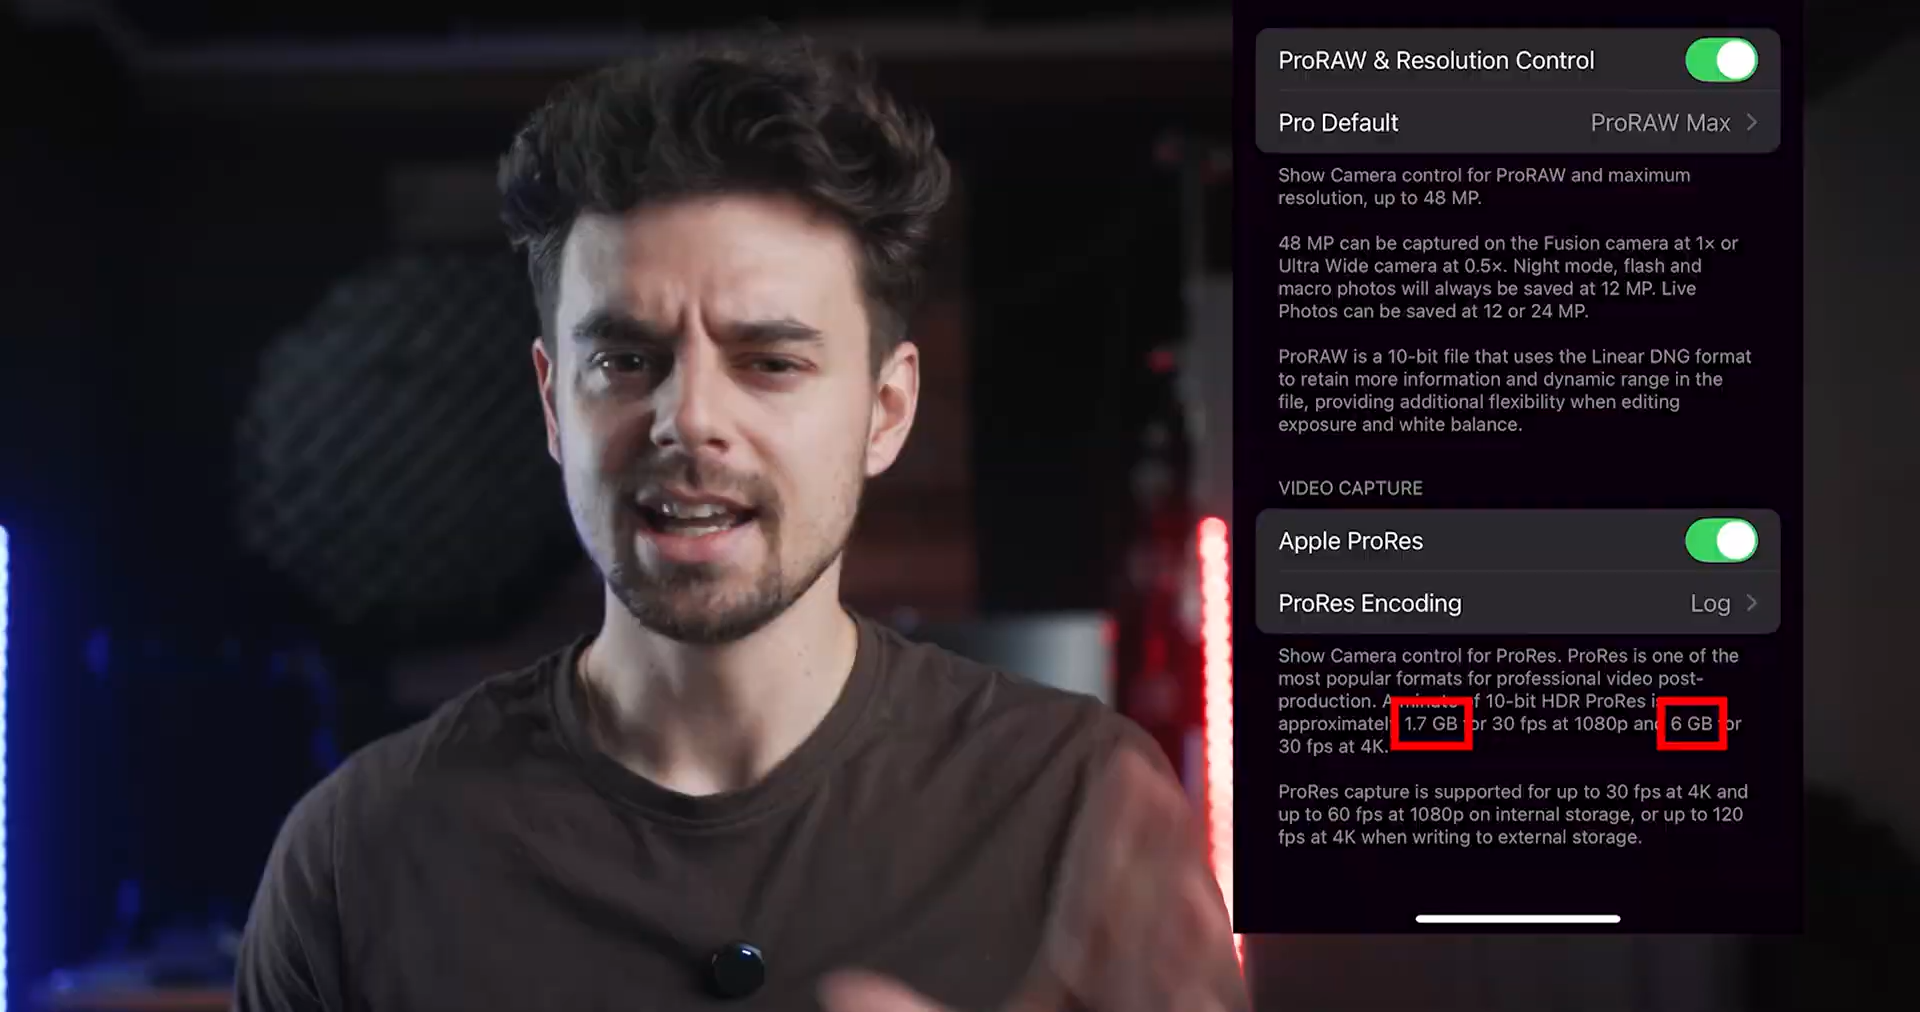 ProRAW & Resolution Control
Pro Default ProRAW Max
Show Camera control for ProRAW and maximum
resolution, up to 48 MP.
48 MP can be captured on the Fusion camera at 1× or
Ultra Wide camera at 0.5×. Night mode, flash and
macro photos will always be saved at 12 MP. Live
Photos can be saved at 12 or 24 MP.
ProRAW is a 10-bit file that uses the Linear DNG format
to retain more information and dynamic range in the
file, providing additional flexibility when editing
exposure and white balance.
VIDEO CAPTURE
Apple ProRes
ProRes Encoding Log
Show Camera control for ProRes. ProRes is one of the
most popular formats for professional video post-
production. A minute of 10-bit HDR ProRes is
approximately 1.7 GB for 30 fps at 1080p and 6 GB for
30 fps at 4K.
ProRes capture is supported for up to 30 fps at 4K and
up to 60 fps at 1080p on internal storage, or up to 120
fps at 4K when writing to external storage.